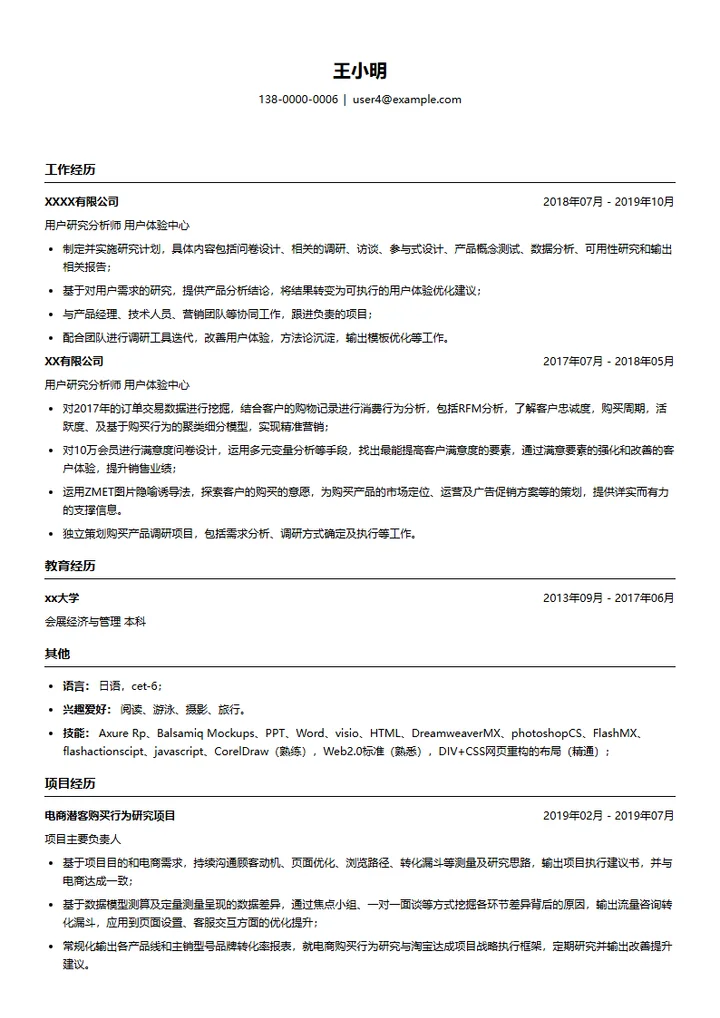 王小明
138-0000-0006 | user4@example.com
工作经历
XXXX有限公司 2018年07月 - 2019年10月
用户研究分析师 用户体验中心
• 制定并实施研究计划，具体内容包括问卷设计、相关的调研、访谈、参与式设计、产品概念测试、数据分析、可用性研究和输出
相关报告；
• 基于对用户需求的研究，提供产品分析结论，将结果转变为可执行的用户体验优化建议；
• 与产品经理、技术人员、营销团队等协同工作，跟进负责的项目；
• 配合团队进行调研工具迭代，改善用户体验，方法论沉淀，输出模板优化等工作。
XX有限公司 2017年07月 - 2018年05月
用户研究分析师 用户体验中心
• 对2017年的订单交易数据进行挖掘，结合客户的购物记录进行消费行为分析，包括RFM分析，了解客户忠诚度，购买周期，活
跃度、及基于购买行为的聚类细分模型，实现精准营销；
• 对10万会员进行满意度问卷设计，运用多元变量分析等手段，找出最能提高客户满意度的要素，通过满意要素的强化和改善的客
户体验，提升销售业绩；
• 运用ZMET图片隐喻诱导法，探索客户的购买的意愿，为购买产品的市场定位、运营及广告促销方案等的策划，提供详实而有力
的支撑信息。
• 独立策划购买产品调研项目，包括需求分析、调研方式确定及执行等工作。
教育经历
xx大学 2013年09月 - 2017年06月
会展经济与管理 本科
其他
• 语言： 日语，cet-6；
• 兴趣爱好： 阅读、游泳、摄影、旅行。
• 技能： Axure Rp、Balsamiq Mockups、PPT、Word、visio、HTML、DreamweaverMX、photoshopCS、FlashMX、
flashactionscipt、javascript、CorelDraw（熟练），Web2.0标准（熟悉），DIV+CSS网页重构的布局（精通）；
项目经历
电商潜客购买行为研究项目 2019年02月 - 2019年07月
项目主要负责人
• 基于项目目的和电商需求，持续沟通顾客动机、页面优化、浏览路径、转化漏斗等测量及研究思路，输出项目执行建议书，并与
电商达成一致；
• 基于数据模型测算及定量测量呈现的数据差异，通过焦点小组、一对一面谈等方式挖掘各环节差异背后的原因，输出流量咨询转
化漏斗，应用到页面设置、客服交互方面的优化提升；
• 常规化输出各产品线和主销型号品牌转化率报表，就电商购买行为研究与淘宝达成项目战略执行框架，定期研究并输出改善提升
建议。